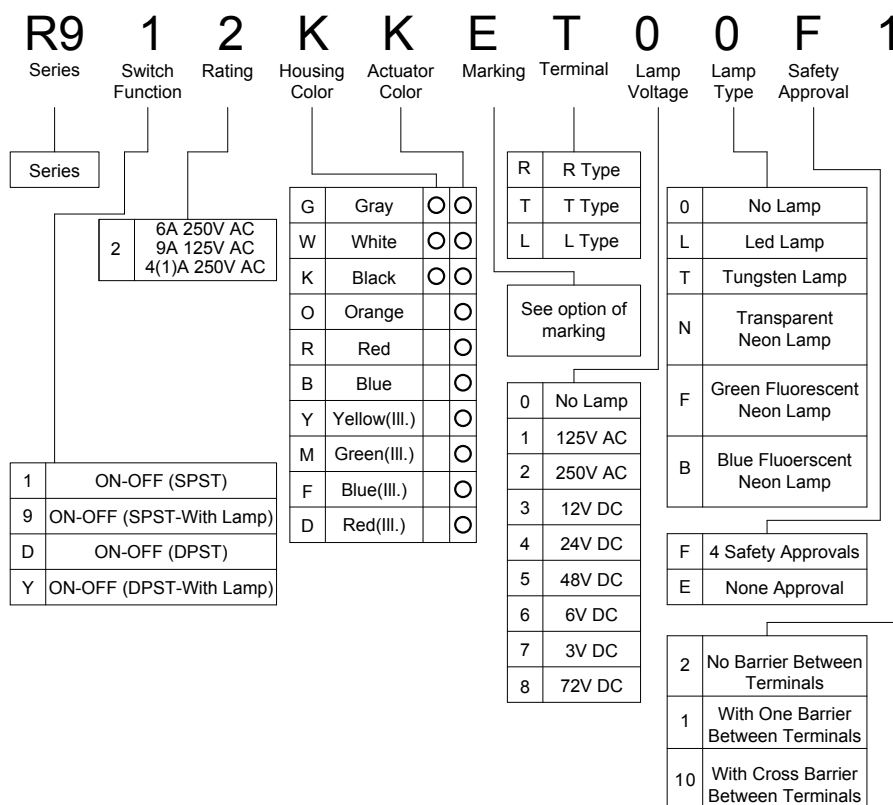 R9 1 2 K K E T 0 0 F 1
Series
Switch Function
Rating
Housing Color
Actuator Color
Marking
Terminal
Lamp Voltage
Lamp Type
Safety Approval
Series
2 6A 250V AC
9A 125V AC
4(1)A 250V AC
1 ON-OFF (SPST)
9 ON-OFF (SPST-With Lamp)
D ON-OFF (DPST)
Y ON-OFF (DPST-With Lamp)
G Gray O O
W White O O
K Black O O
O Orange O
R Red O
B Blue O
Y Yellow(Ill.) O
M Green(Ill.) O
F Blue(Ill.) O
D Red(Ill.) O
R R Type
T T Type
L L Type
See option of
marking
0 No Lamp
1 125V AC
2 250V AC
3 12V DC
4 24V DC
5 48V DC
6 6V DC
7 3V DC
8 72V DC
0 No Lamp
L Led Lamp
T Tungsten Lamp
N Transparent
Neon Lamp
F Green Fluorescent
Neon Lamp
B Blue Fluoerscent
Neon Lamp
F 4 Safety Approvals
E None Approval
2 No Barrier Between
Terminals
1 With One Barrier
Between Terminals
10 With Cross Barrier
Between Terminals